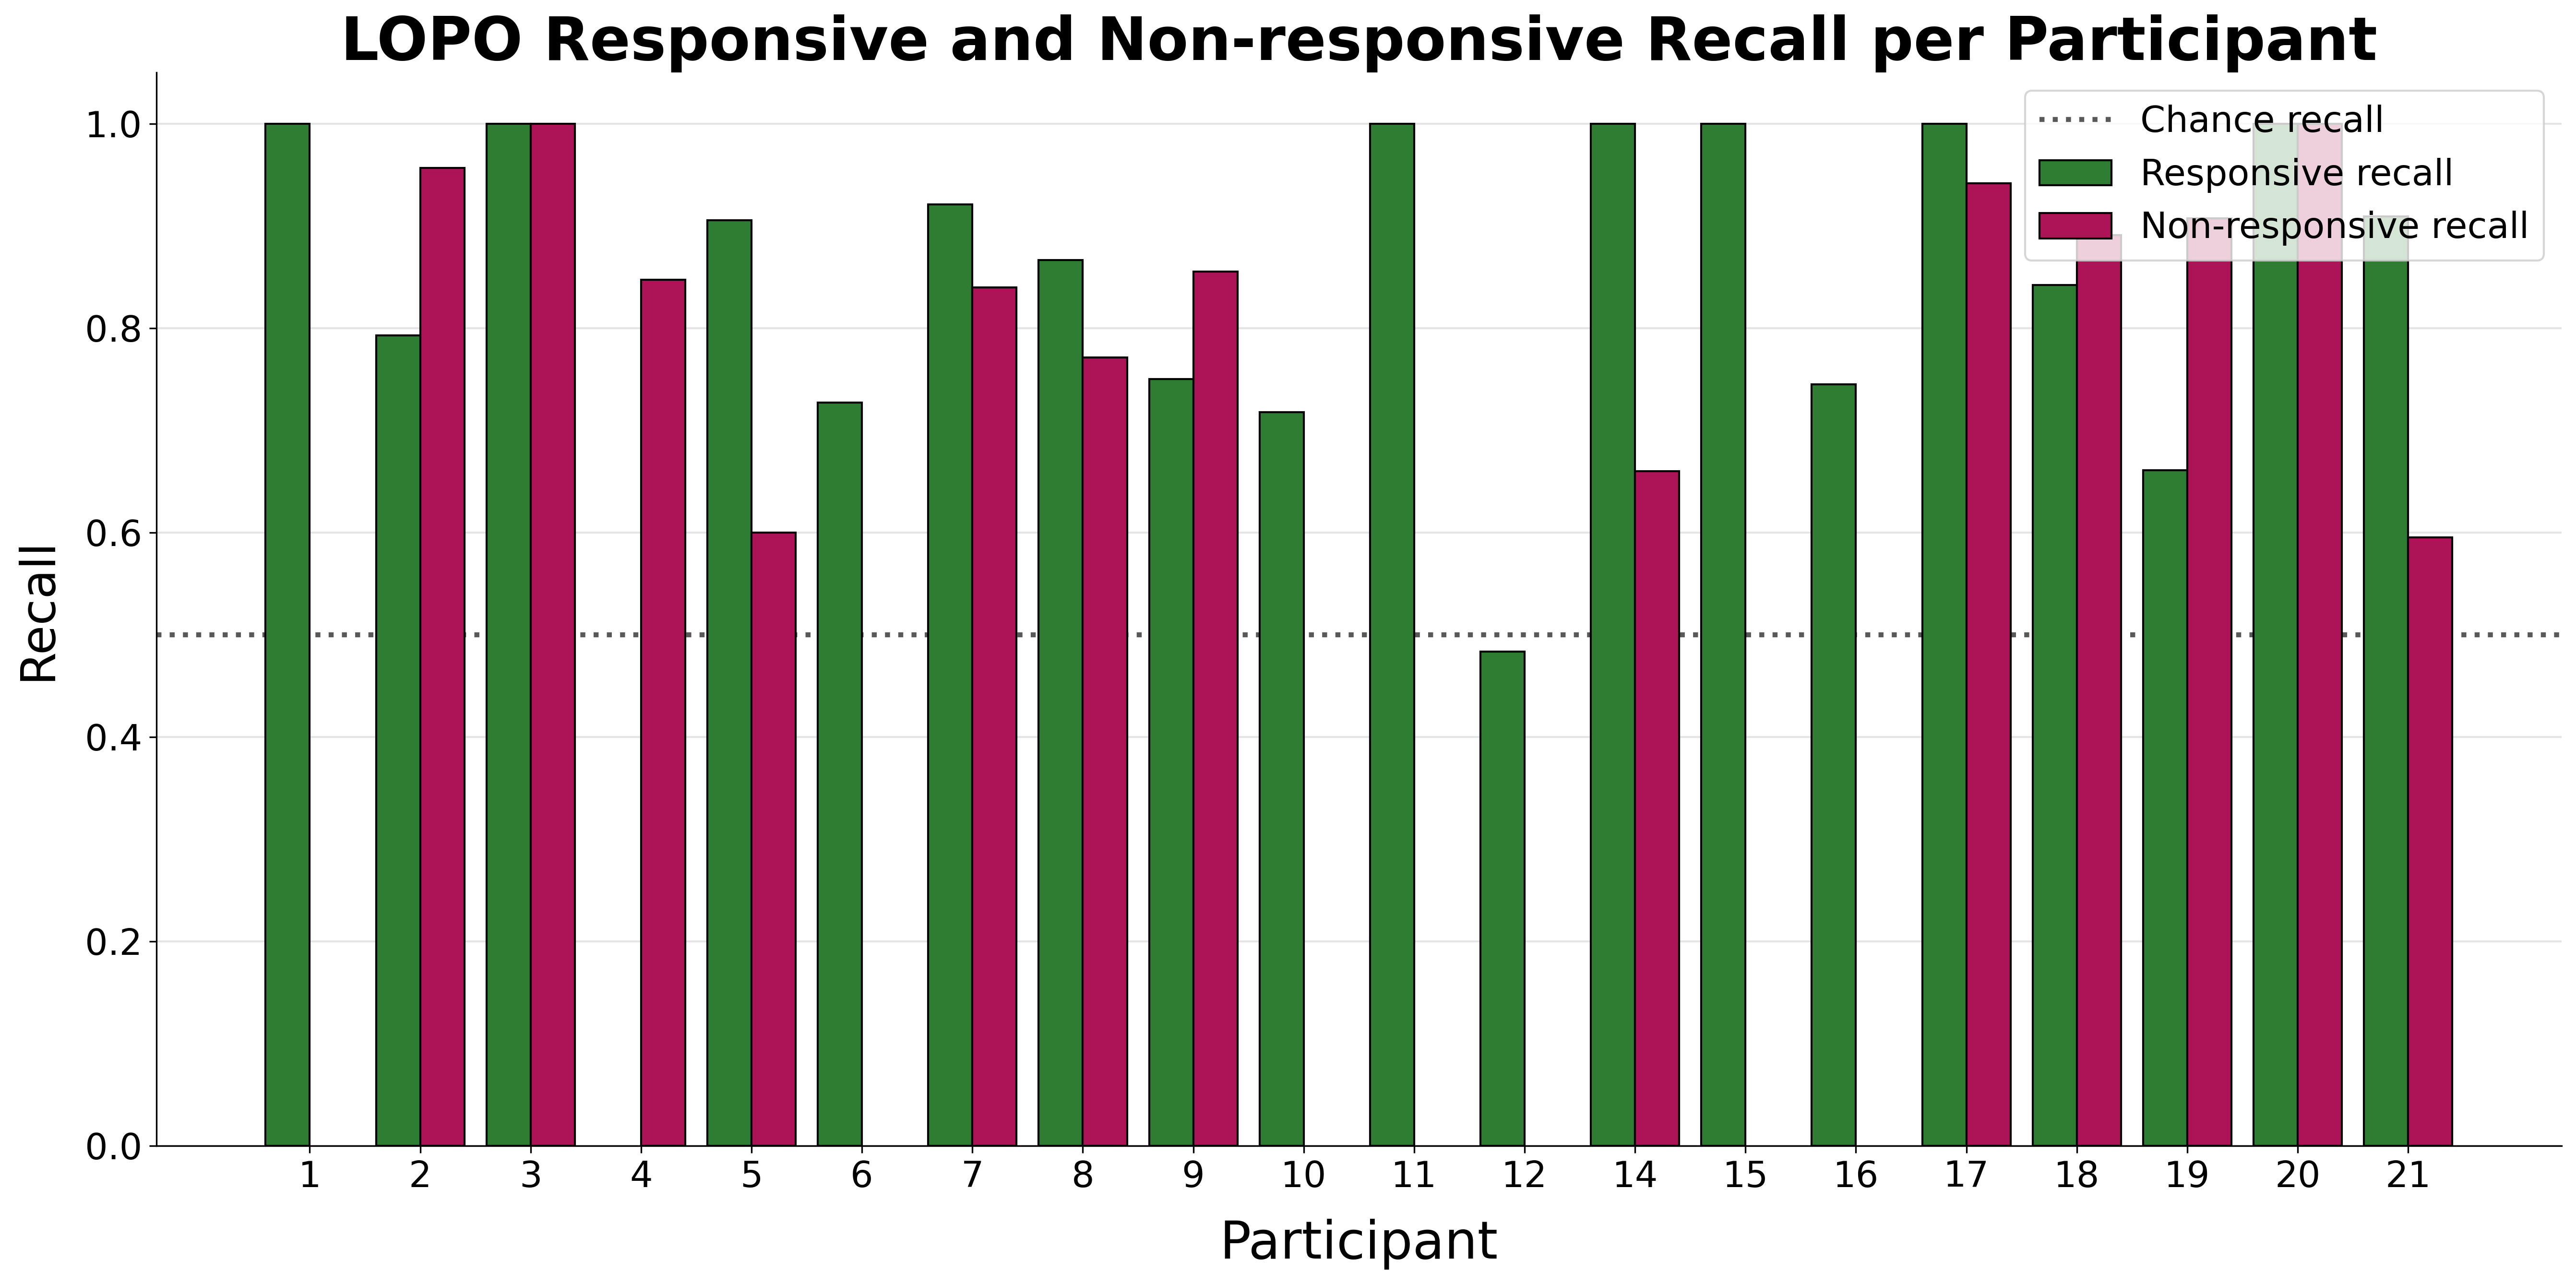 LOPO Responsive and Non-responsive Recall per Participant
Chance recall
Responsive recall
Non-responsive recall
Recall
1.0
0.8
0.6
0.4
0.2
0.0
1 2 3 4 5 6 7 8 9 10 11 12 14 15 16 17 18 19 20 21
Participant